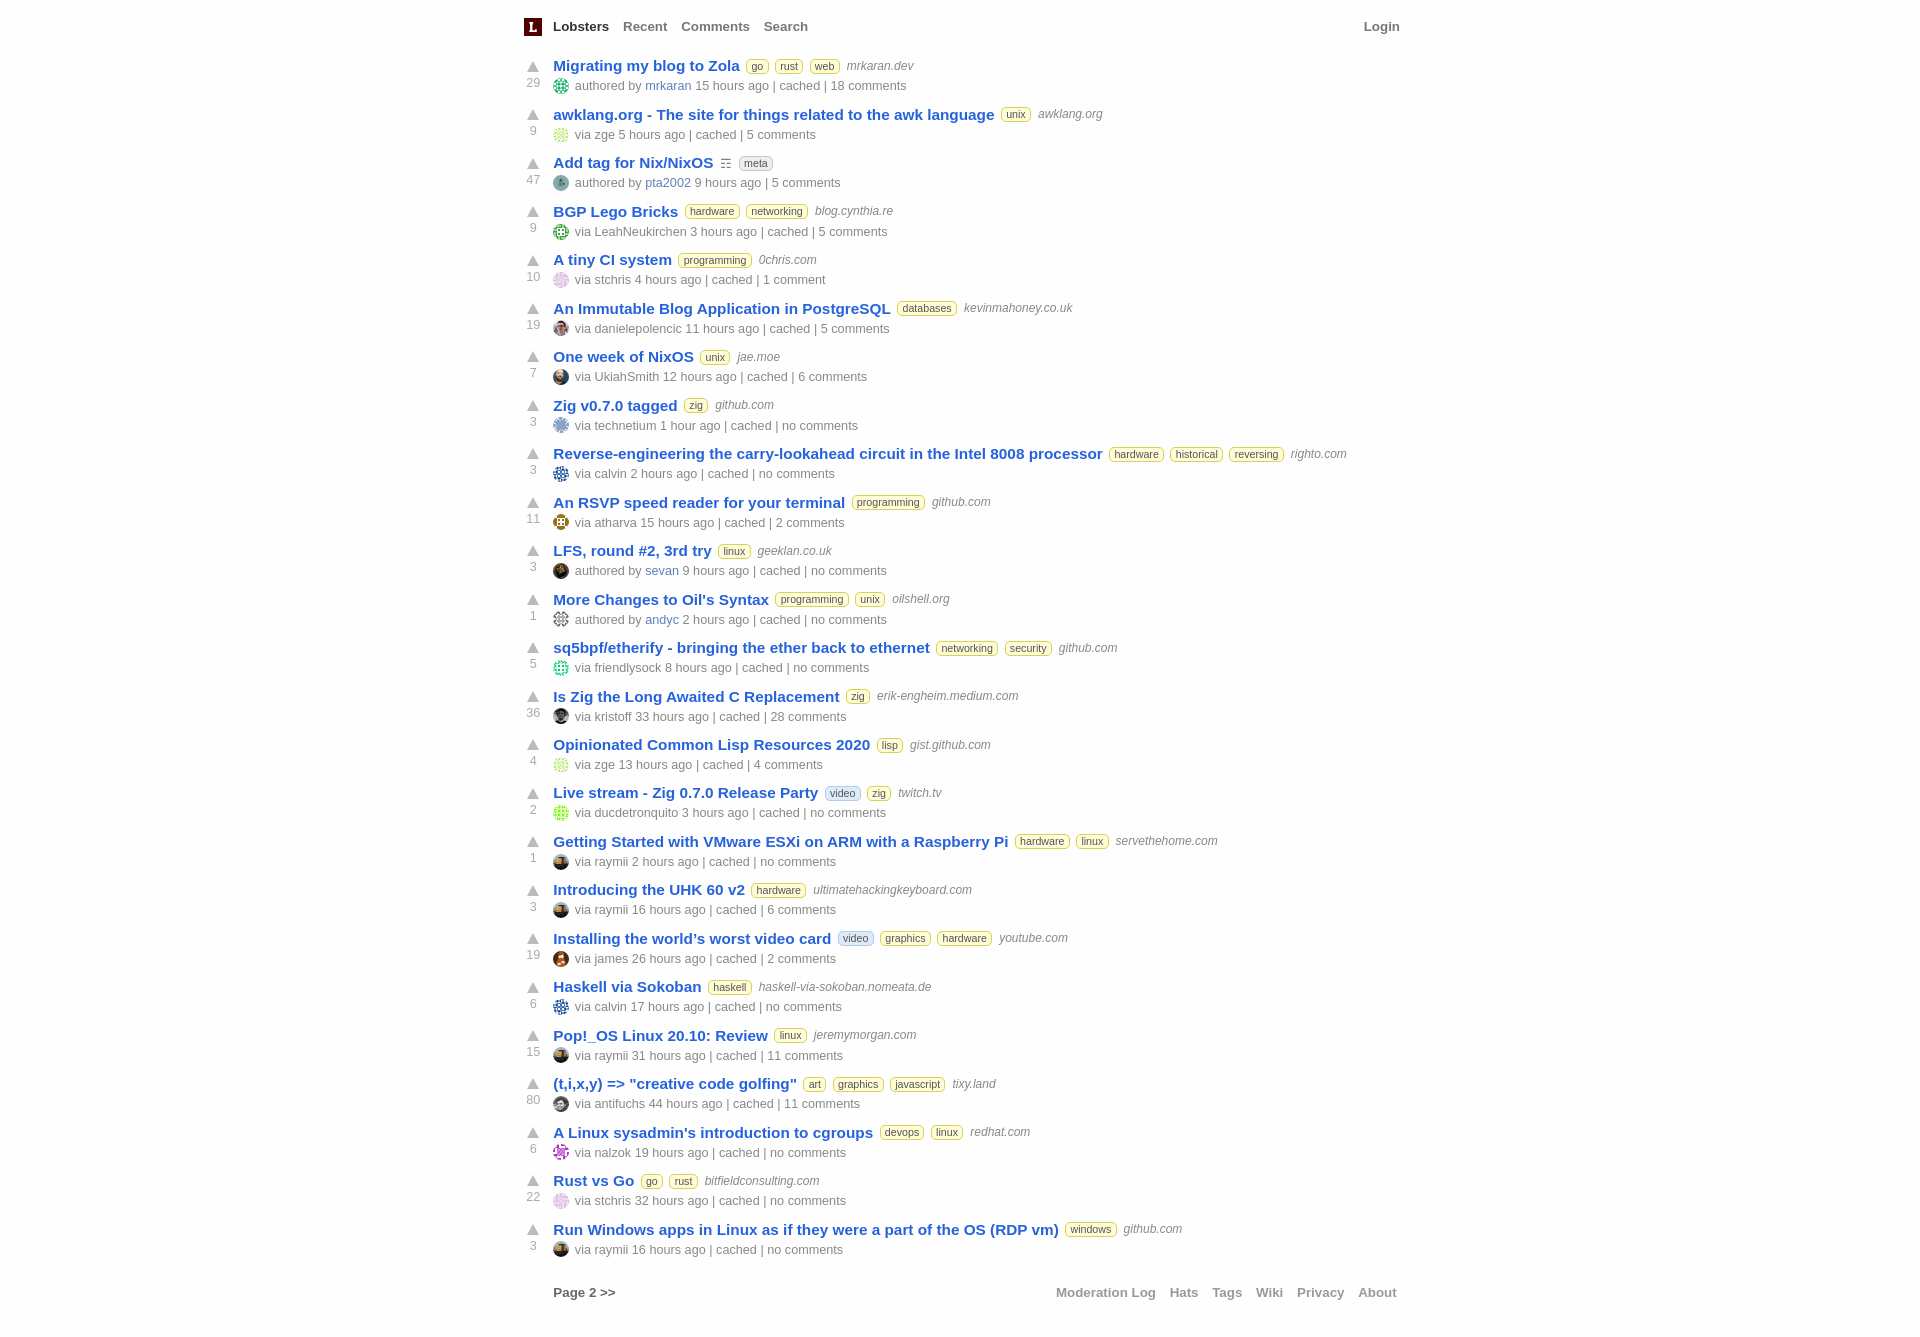 L Lobsters Recent Comments Search Login
Migrating my blog to Zola go rust web mrkaran.dev
29
authored by mrkaran 15 hours ago | cached | 18 comments
awklang.org - The site for things related to the awk language unix awklang.org
9
via zge 5 hours ago | cached | 5 comments
Add tag for Nix/NixOS ☶ meta
47
authored by pta2002 9 hours ago | 5 comments
BGP Lego Bricks hardware networking blog.cynthia.re
9
via LeahNeukirchen 3 hours ago | cached | 5 comments
A tiny CI system programming 0chris.com
10
via stchris 4 hours ago | cached | 1 comment
An Immutable Blog Application in PostgreSQL databases kevinmahoney.co.uk
19
via danielepolencic 11 hours ago | cached | 5 comments
One week of NixOS unix jae.moe
7
via UkiahSmith 12 hours ago | cached | 6 comments
Zig v0.7.0 tagged zig github.com
3
via technetium 1 hour ago | cached | no comments
Reverse-engineering the carry-lookahead circuit in the Intel 8008 processor hardware historical reversing righto.com
3
via calvin 2 hours ago | cached | no comments
An RSVP speed reader for your terminal programming github.com
11
via atharva 15 hours ago | cached | 2 comments
LFS, round #2, 3rd try linux geeklan.co.uk
3
authored by sevan 9 hours ago | cached | no comments
More Changes to Oil's Syntax programming unix oilshell.org
1
authored by andyc 2 hours ago | cached | no comments
sq5bpf/etherify - bringing the ether back to ethernet networking security github.com
5
via friendlysock 8 hours ago | cached | no comments
Is Zig the Long Awaited C Replacement zig erik-engheim.medium.com
36
via kristoff 33 hours ago | cached | 28 comments
Opinionated Common Lisp Resources 2020 lisp gist.github.com
4
via zge 13 hours ago | cached | 4 comments
Live stream - Zig 0.7.0 Release Party video zig twitch.tv
2
via ducdetronquito 3 hours ago | cached | no comments
Getting Started with VMware ESXi on ARM with a Raspberry Pi hardware linux servethehome.com
1
via raymii 2 hours ago | cached | no comments
Introducing the UHK 60 v2 hardware ultimatehackingkeyboard.com
3
via raymii 16 hours ago | cached | 6 comments
Installing the world’s worst video card video graphics hardware youtube.com
19
via james 26 hours ago | cached | 2 comments
Haskell via Sokoban haskell haskell-via-sokoban.nomeata.de
6
via calvin 17 hours ago | cached | no comments
Pop!_OS Linux 20.10: Review linux jeremymorgan.com
15
via raymii 31 hours ago | cached | 11 comments
(t,i,x,y) => "creative code golfing" art graphics javascript tixy.land
80
via antifuchs 44 hours ago | cached | 11 comments
A Linux sysadmin's introduction to cgroups devops linux redhat.com
6
via nalzok 19 hours ago | cached | no comments
Rust vs Go go rust bitfieldconsulting.com
22
via stchris 32 hours ago | cached | no comments
Run Windows apps in Linux as if they were a part of the OS (RDP vm) windows github.com
3
via raymii 16 hours ago | cached | no comments
Page 2 >> Moderation Log Hats Tags Wiki Privacy About